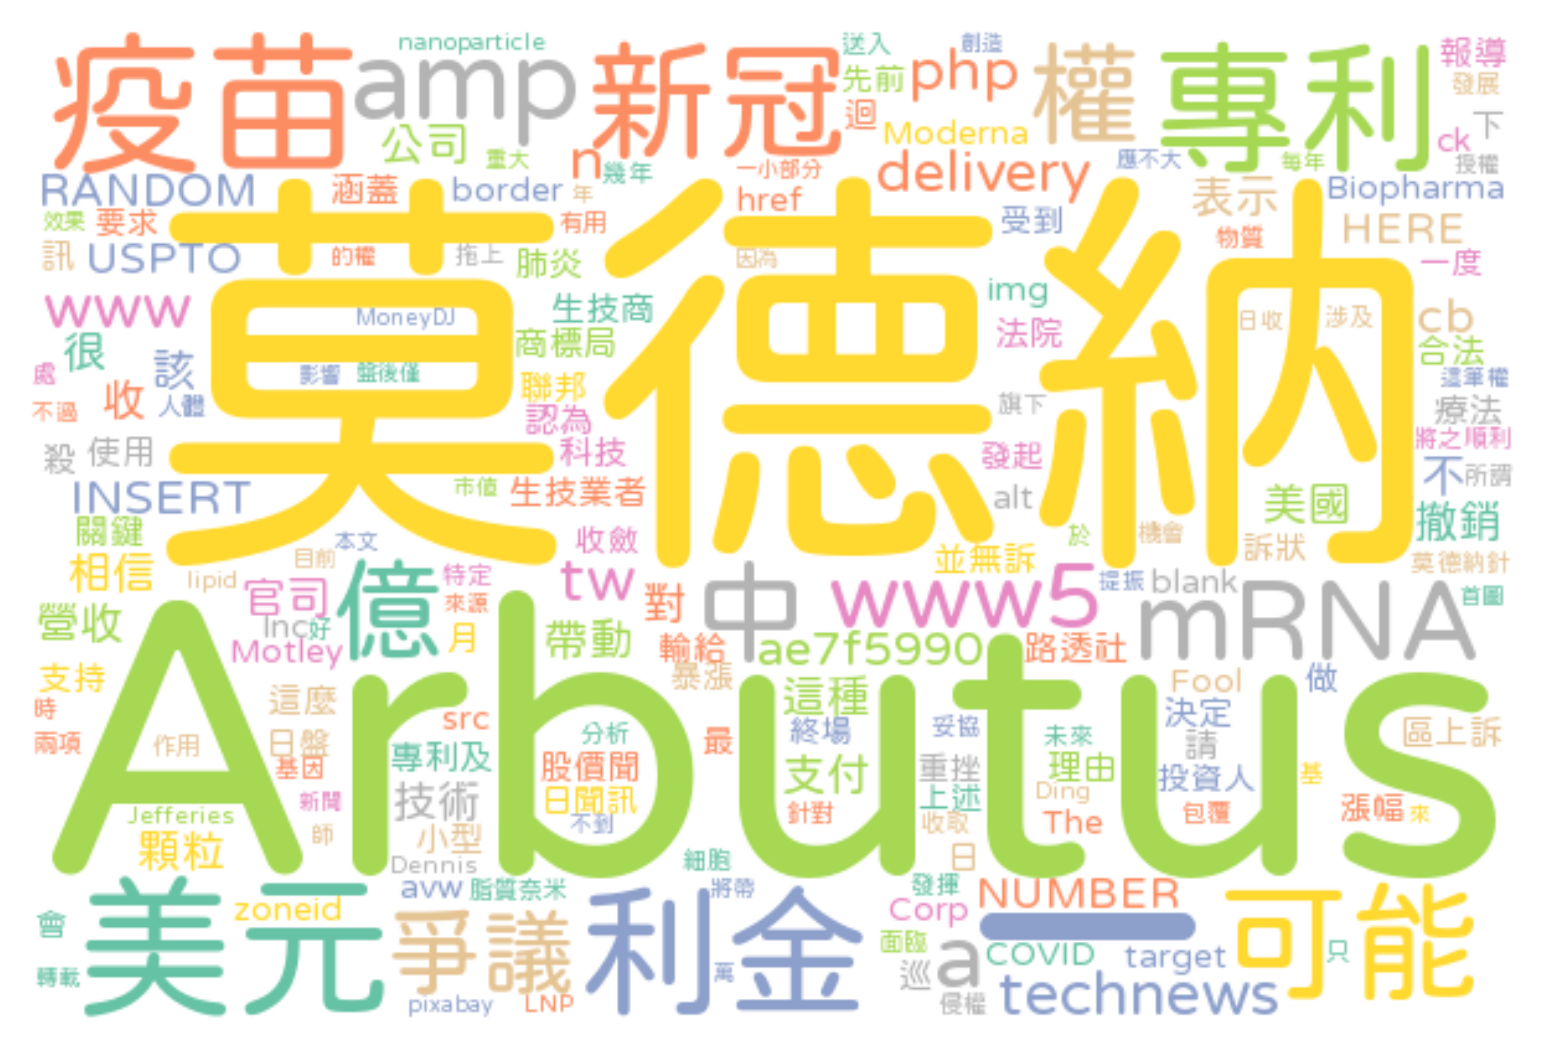 nanoparticle
送入
創造
疫苗
amp
新冠
先前
php
權
專利
報導
發展
迴
Moderna
下
公司
重大
n
幾年
一小部分
delivery
應不大
每年
ck
授權
RANDOM
涵蓋
border
年
href
表示
Biopharma
效果
要求
有用
受到
物質
HERE
訊
USPTO
的權
拖上
肺炎
因為
一度
莫德納
www
MoneyDJ
生技商
img
日收
涉及
cb
很
商標局
法院
合法
處
該
影響
盤後僅
聯邦
這筆權
不過
收
人體
認為
旗下
療法
殺
使用
科技
發起
將之順利
INSERT
市值
生技業者
alt
不
所謂
關鍵
本文
收斂
於
機會
美國
撤銷
相信
目前
並無訴
訴狀
莫德納針
lipid
官司
億
特定
來源
tw
對
中
www5
提振
blank
mRNA
首圖
營收
Inc
好
月
帶動
Motley
輸給
ae7f5990
路透社
支持
暴漲
這種
Fool
做
時
這麼
src
Arbutus
決定
兩項
作用
日盤
分析
最
終場
妥協
未來
請
區上訴
基因
專利及
股價聞
支付
重挫
理由
投資人
基
新聞
技術
日聞訊
上述
Ding
Jefferies
師
小型
不到
針對
收取
The
包覆
漲幅
來
顆粒
Dennis
細胞
日
avw
脂質奈米
將帶
發揮
NUMBER
會
美元
zoneid
爭議
利金
Corp
一
可能
面臨
a
COVID
target
只
轉載
萬
巡
pixabay
LNP
侵權
technews